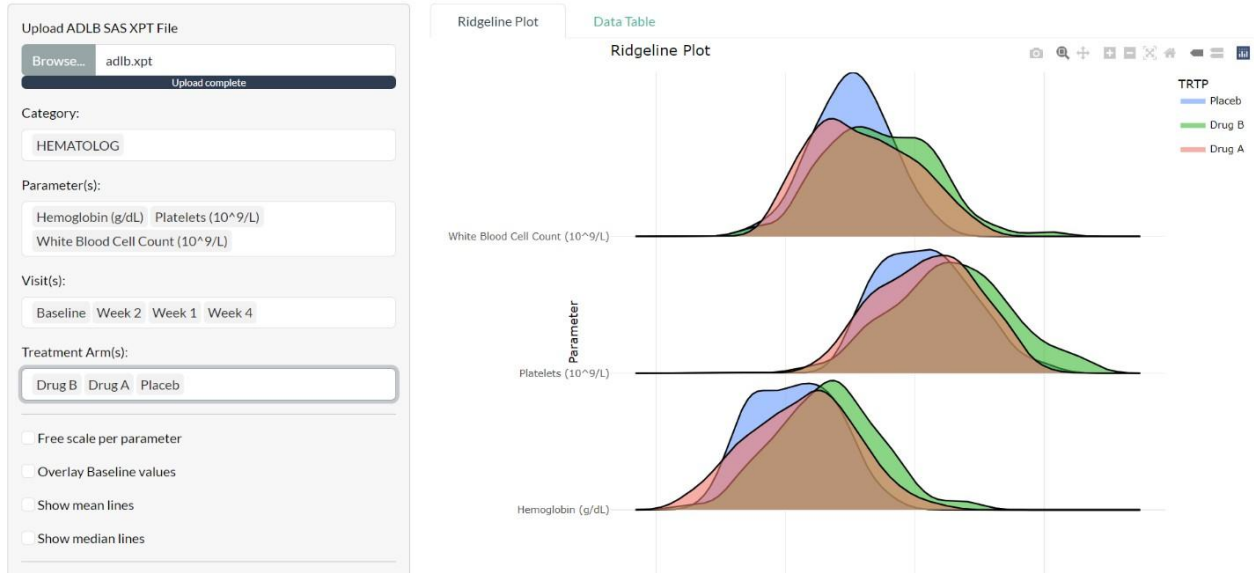 Upload ADLB SAS XPT File
Browse... adlb.xpt
Upload complete
Category:
HEMATOLOG
Parameter(s):
Hemoglobin (g/dL) Platelets (10^9/L)
White Blood Cell Count (10^9/L)
Visit(s):
Baseline Week 2 Week 1 Week 4
Treatment Arm(s):
Drug B Drug A Placeb
Free scale per parameter
Overlay Baseline values
Show mean lines
Show median lines
Ridgeline Plot Data Table
Ridgeline Plot
TRTP
Placeb
Drug B
Drug A
Parameter
White Blood Cell Count (10^9/L)
Platelets (10^9/L)
Hemoglobin (g/dL)